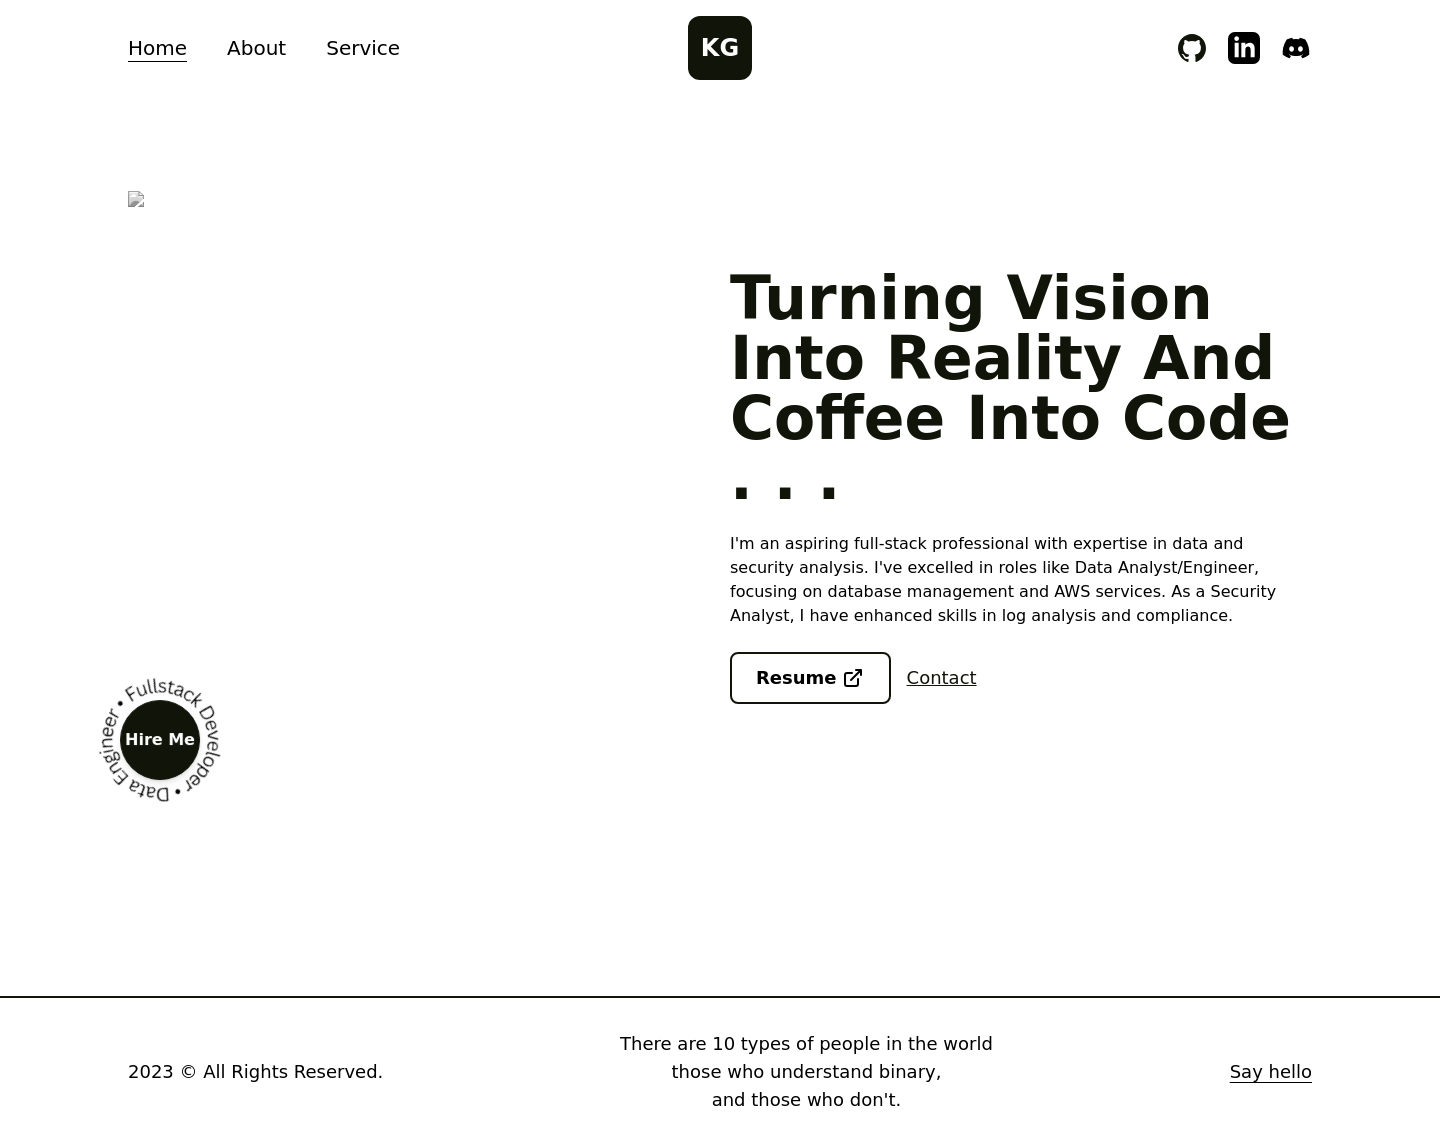 Home
About
Service
KG
in
Turning Vision
Into Reality And
Coffee Into Code
. . .
I'm an aspiring full-stack professional with expertise in data and
security analysis. I've excelled in roles like Data Analyst/Engineer,
focusing on database management and AWS services. As a Security
Analyst, I have enhanced skills in log analysis and compliance.
Resume
Contact
Fullstack Developer • Data Engineer •
Hire Me
2023 © All Rights Reserved.
There are 10 types of people in the world
those who understand binary,
and those who don't.
Say hello